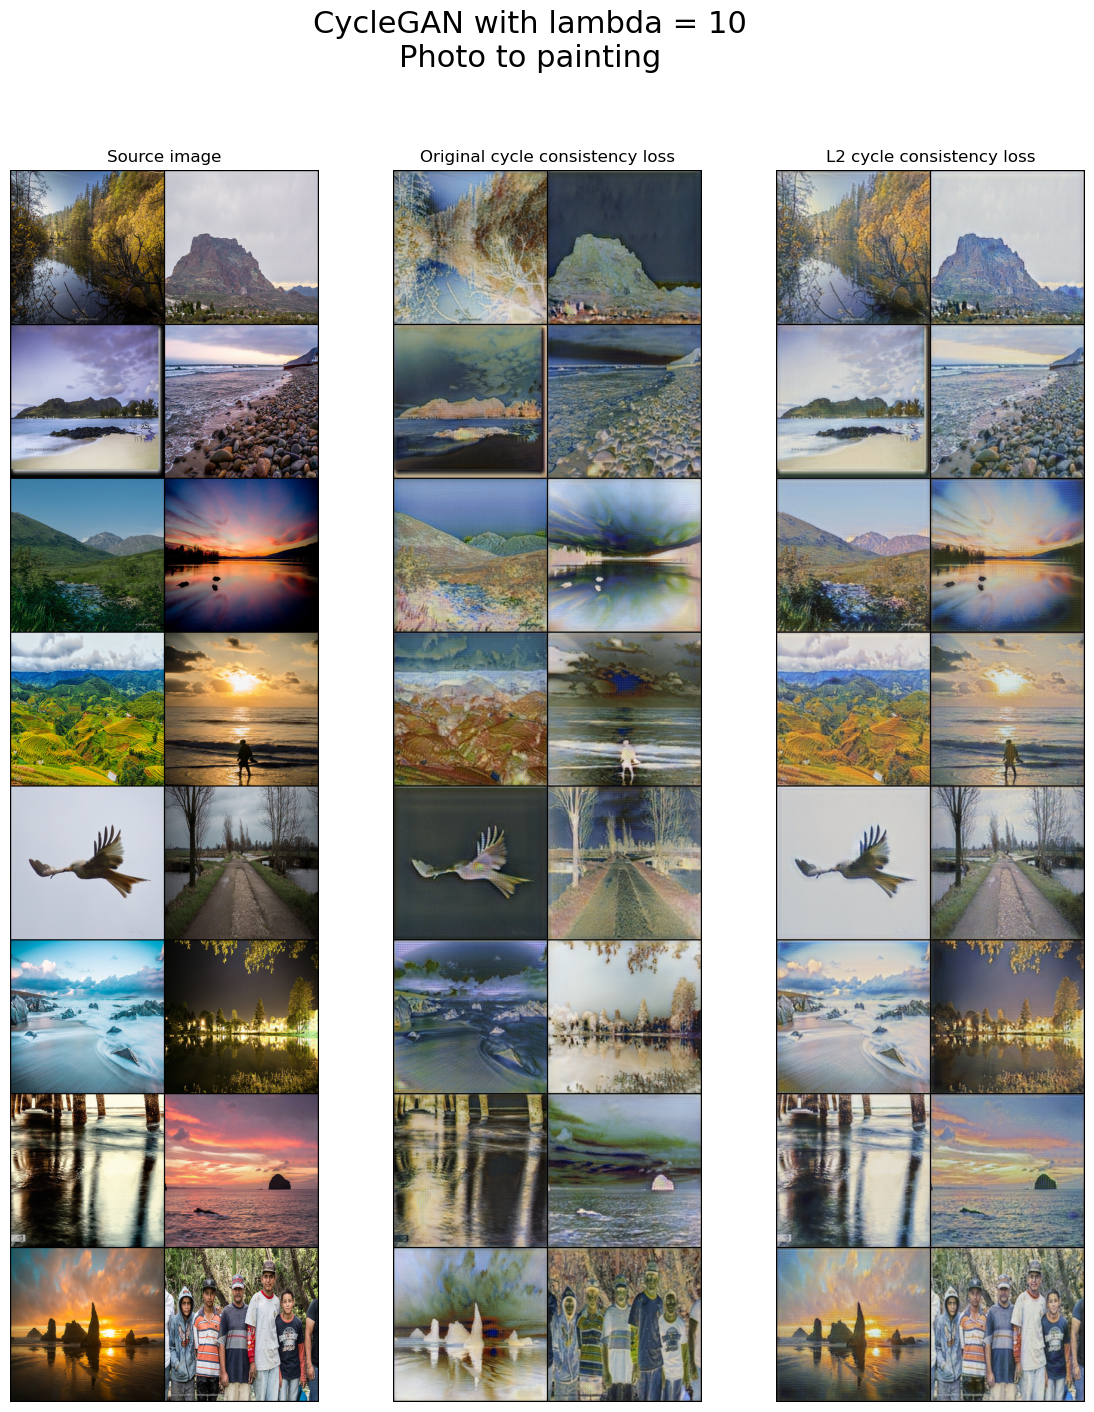 CycleGAN with lambda = 10
Photo to painting
Source image
Original cycle consistency loss
L2 cycle consistency loss